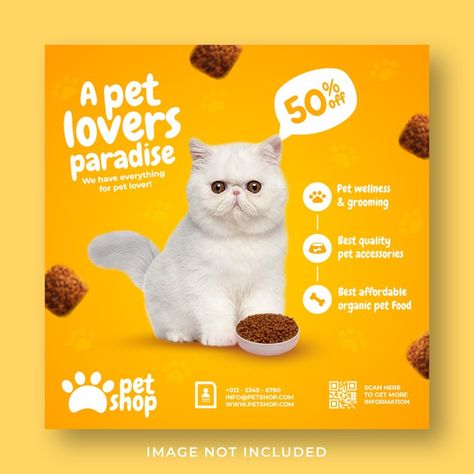 A pet
lovers
paradise
We have everything
for pet lover!
50% off
Pet wellness
& grooming
Best quality
pet accessories
Best affordable
organic pet Food
pet
shop
+012 - 2345 - 6790
INFO@PETSHOP.COM
WWW.PETSHOP.COM
SCAN HERE
TO GET MORE
INFORMATION
IMAGE NOT INCLUDED